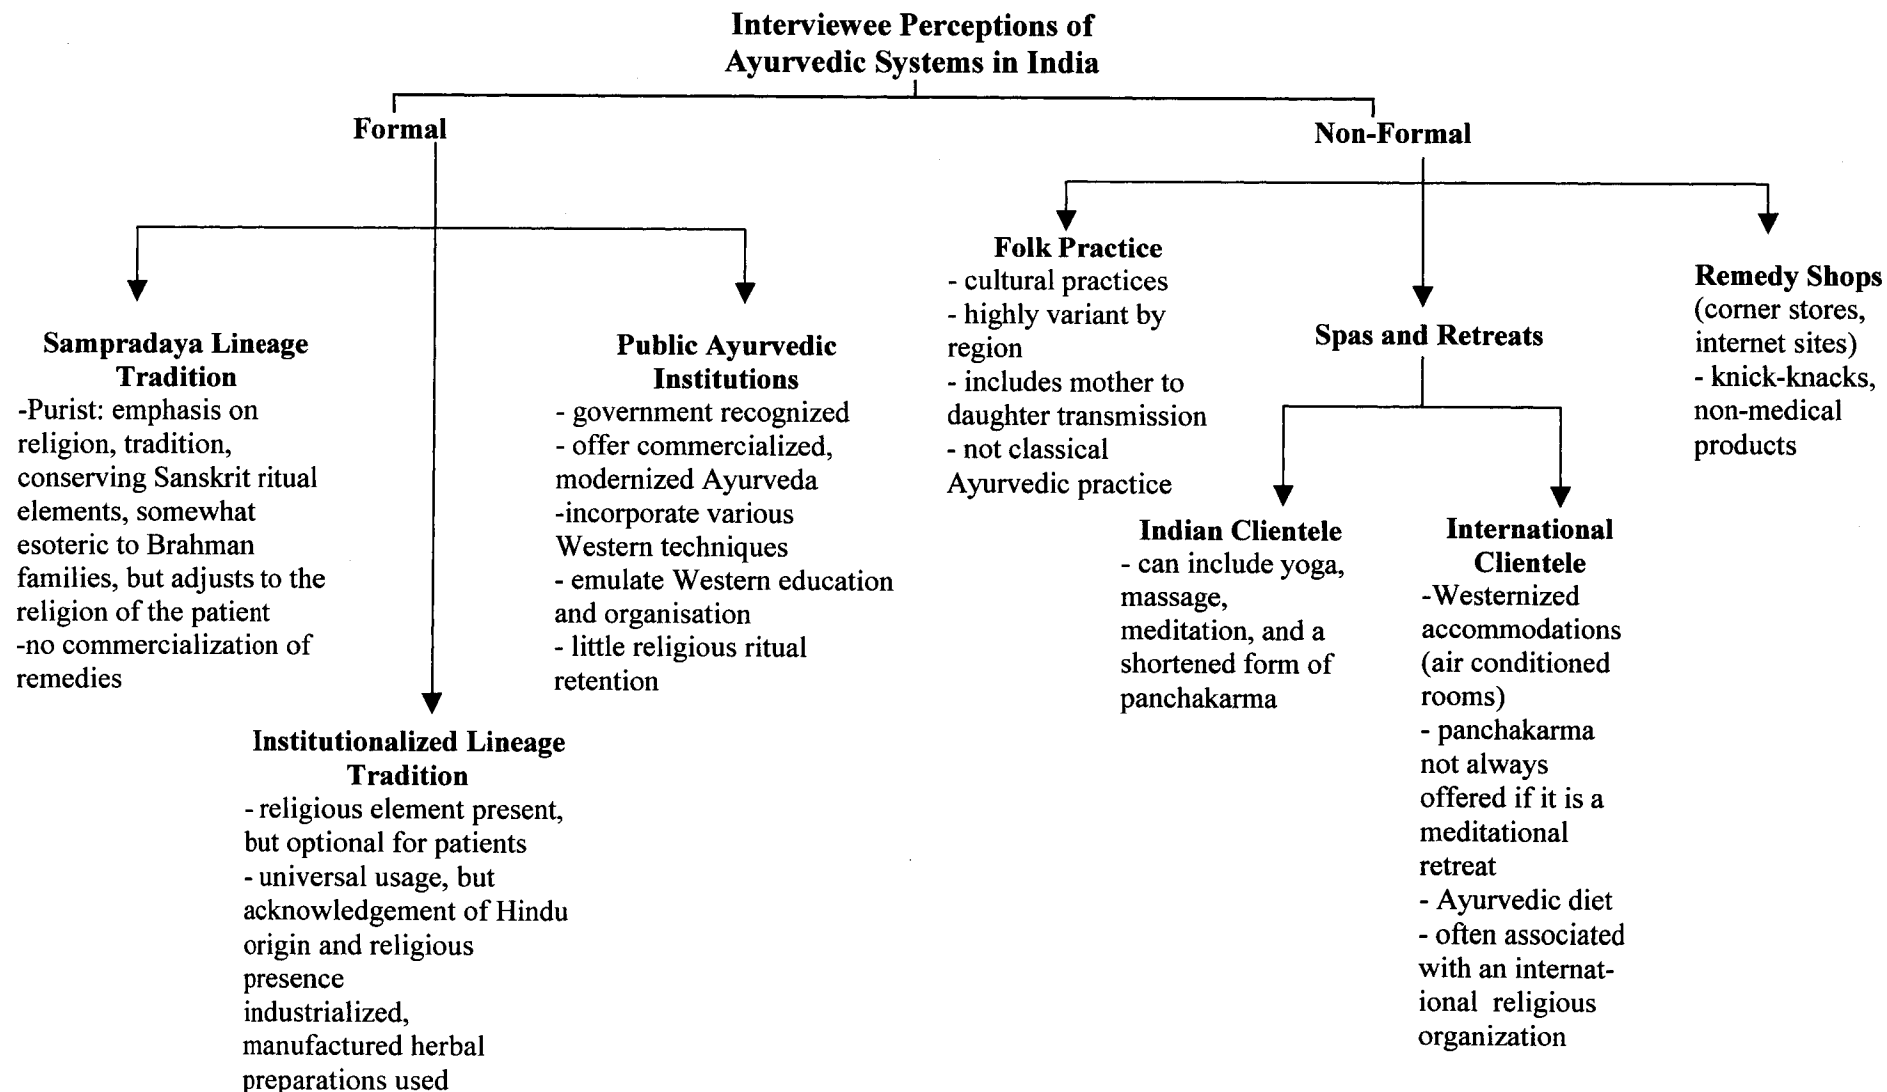 Interviewee Perceptions of
Ayurvedic Systems in India
Formal
Non-Formal
Sampradaya Lineage
Tradition
-Purist: emphasis on
religion, tradition,
conserving Sanskrit ritual
elements, somewhat
esoteric to Brahman
families, but adjusts to the
religion of the patient
-no commercialization of
remedies
Institutionalized Lineage
Tradition
- religious element present,
but optional for patients
- universal usage, but
acknowledgement of Hindu
origin and religious
presence
industrialized,
manufactured herbal
preparations used
Public Ayurvedic
Institutions
- government recognized
- offer commercialized,
modernized Ayurveda
-incorporate various
Western techniques
- emulate Western education
and organisation
- little religious ritual
retention
Folk Practice
- cultural practices
- highly variant by
region
- includes mother to
daughter transmission
- not classical
Ayurvedic practice
Spas and Retreats
Indian Clientele
- can include yoga,
massage,
meditation, and a
shortened form of
panchakarma
International
Clientele
-Westernized
accommodations
(air conditioned
rooms)
- panchakarma
not always
offered if it is a
meditational
retreat
- Ayurvedic diet
- often associated
with an internat-
ional religious
organization
Remedy Shops
(corner stores,
internet sites)
- knick-knacks,
non-medical
products